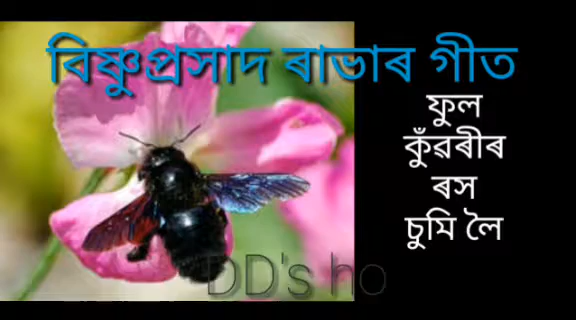 বিষ্ণুপ্ৰসাদ ৰাভাৰ গীত
ফুল
কুঁৱৰীৰ
ৰস
চুমি লৈ
DD's ho